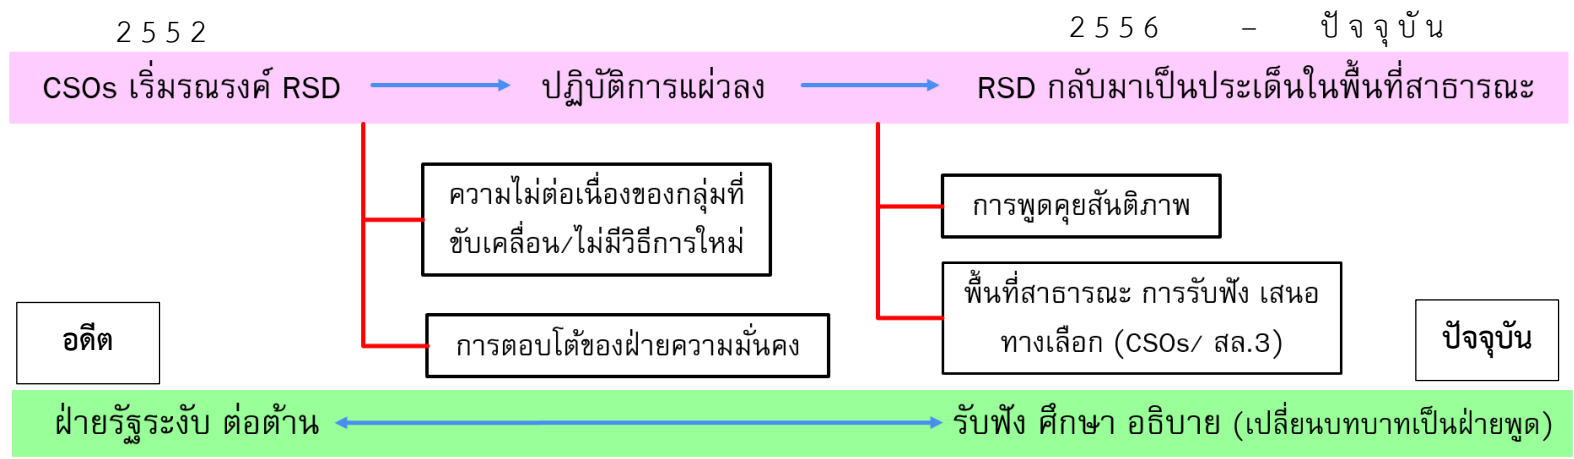 2552
2556 – ปัจจุบัน
CSOs เริ่มรณรงค์ RSD
ปฏิบัติการแผ่วลง
RSD กลับมาเป็นประเด็นในพื้นที่สาธารณะ
ความไม่ต่อเนื่องของกลุ่มที่
ขับเคลื่อน/ไม่มีวิธีการใหม่
การตอบโต้ของฝ่ายความมั่นคง
การพูดคุยสันติภาพ
พื้นที่สาธารณะ การรับฟัง เสนอ
ทางเลือก (CSOs/ สล.3)
อดีต
ปัจจุบัน
ฝ่ายรัฐระงับ ต่อต้าน
รับฟัง ศึกษา อธิบาย (เปลี่ยนบทบาทเป็นฝ่ายพูด)